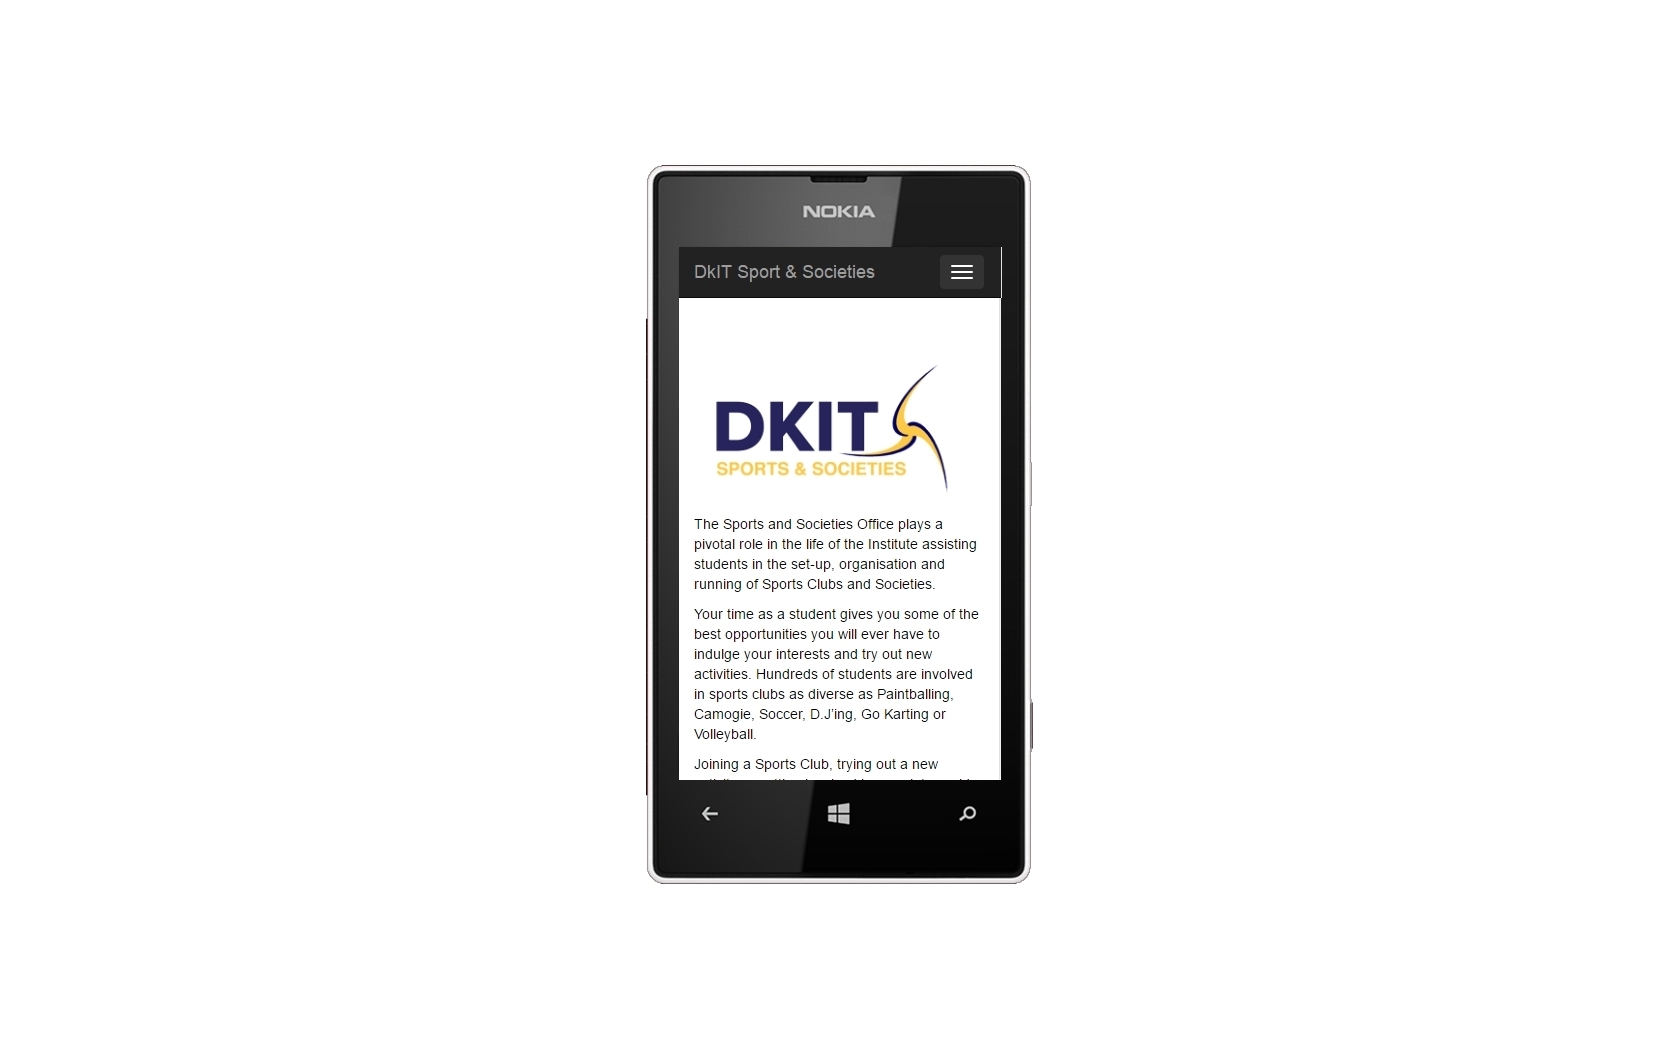 NOKIA
DkIT Sport & Societies
DKIT
SPORTS & SOCIETIES
The Sports and Societies Office plays a
pivotal role in the life of the Institute assisting
students in the set-up, organisation and
running of Sports Clubs and Societies.
Your time as a student gives you some of the
best opportunities you will ever have to
indulge your interests and try out new
activities. Hundreds of students are involved
in sports clubs as diverse as Paintballing,
Camogie, Soccer, D.J'ing, Go Karting or
Volleyball.
Joining a Sports Club, trying out a new